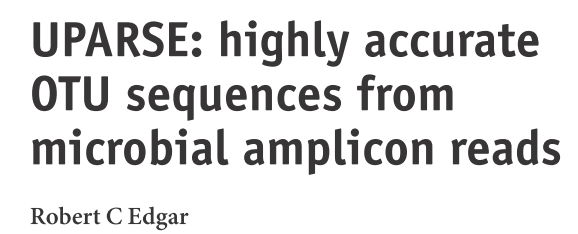 UPARSE: highly accurate
OTU sequences from
microbial amplicon reads
Robert C Edgar